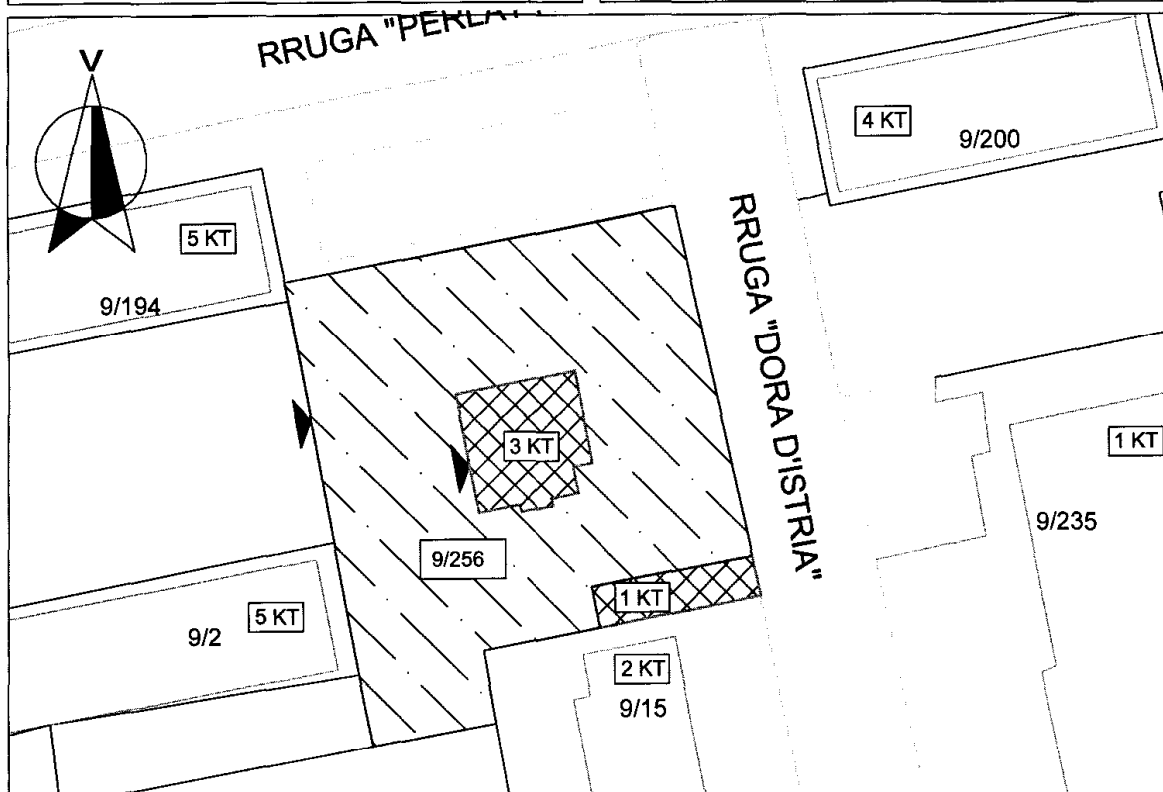 RRUGA "PERLAT
V
4 KT
9/200
5 KT
9/194
RRUGA "DORA D'ISTRIA"
3 KT
1 KT
9/235
9/256
1 KT
5 KT
9/2
2 KT
9/15